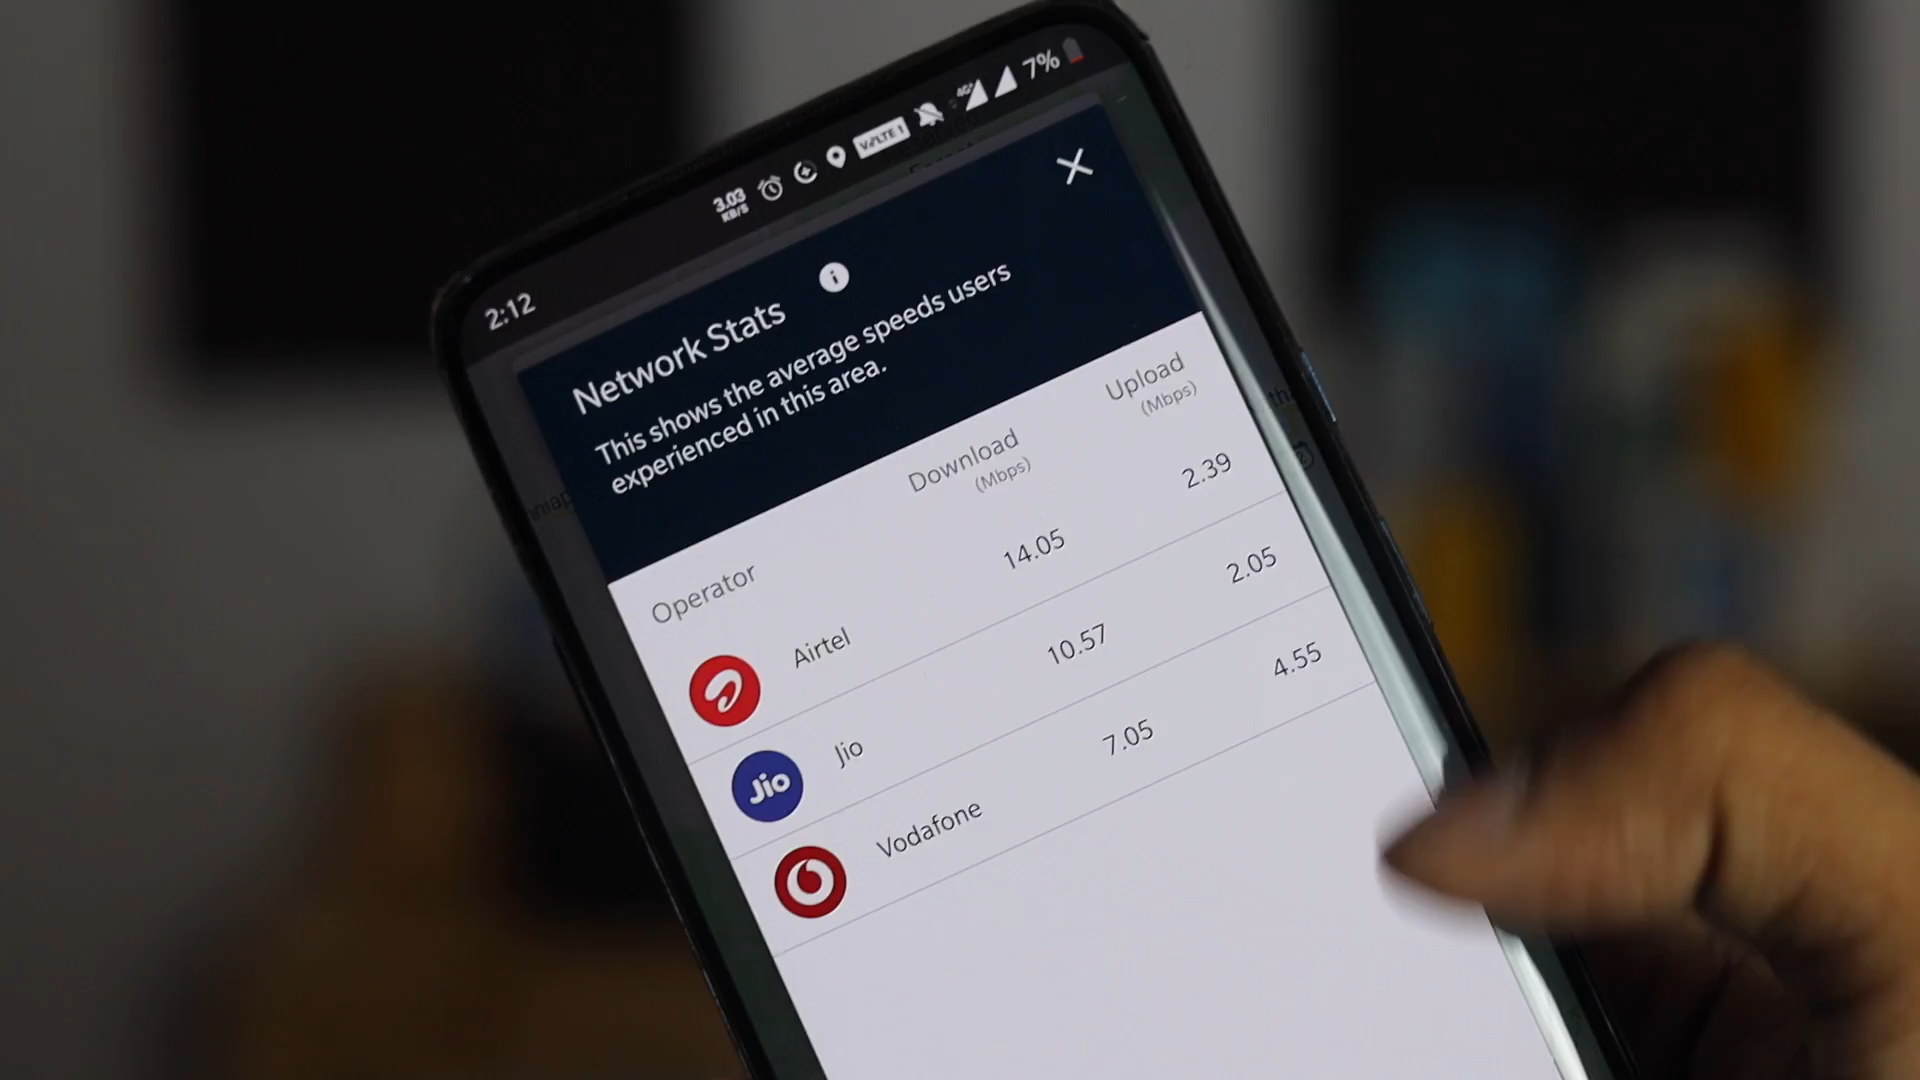 2:12
3.03
KB/S
VoLTE 1
4G+
7%
Network Stats
i
This shows the average speeds users
experienced in this area.
Operator Download (Mbps) Upload (Mbps)
Airtel 14.05 2.39
Jio Jio 10.57 2.05
Vodafone 7.05 4.55